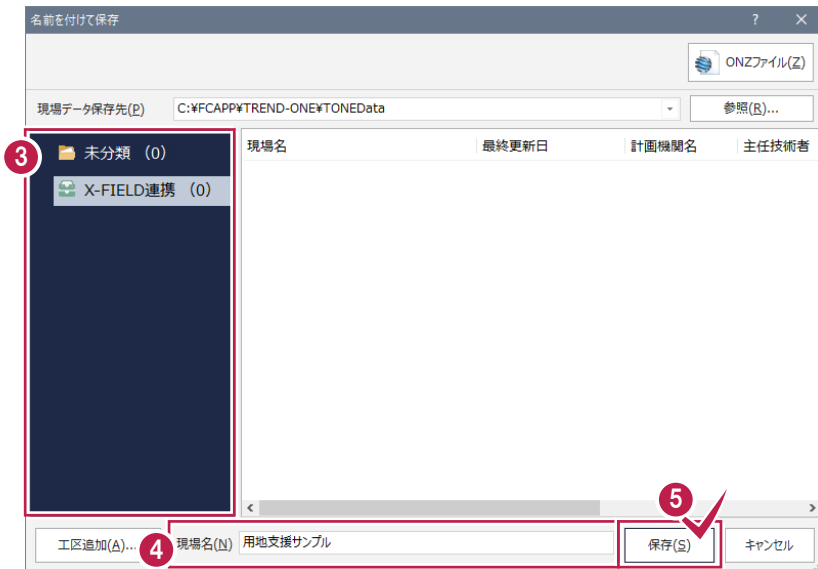 名前を付けて保存
ONZファイル(Z)
現場データ保存先(P) C:¥FCAPP¥TREND-ONE¥TONEData 参照(R)...
3
未分類 (0)
X-FIELD連携 (0)
現場名 最終更新日 計画機関名 主任技術者
5
工区追加(A)... 4 現場名(N) 用地支援サンプル 保存(S) キャンセル